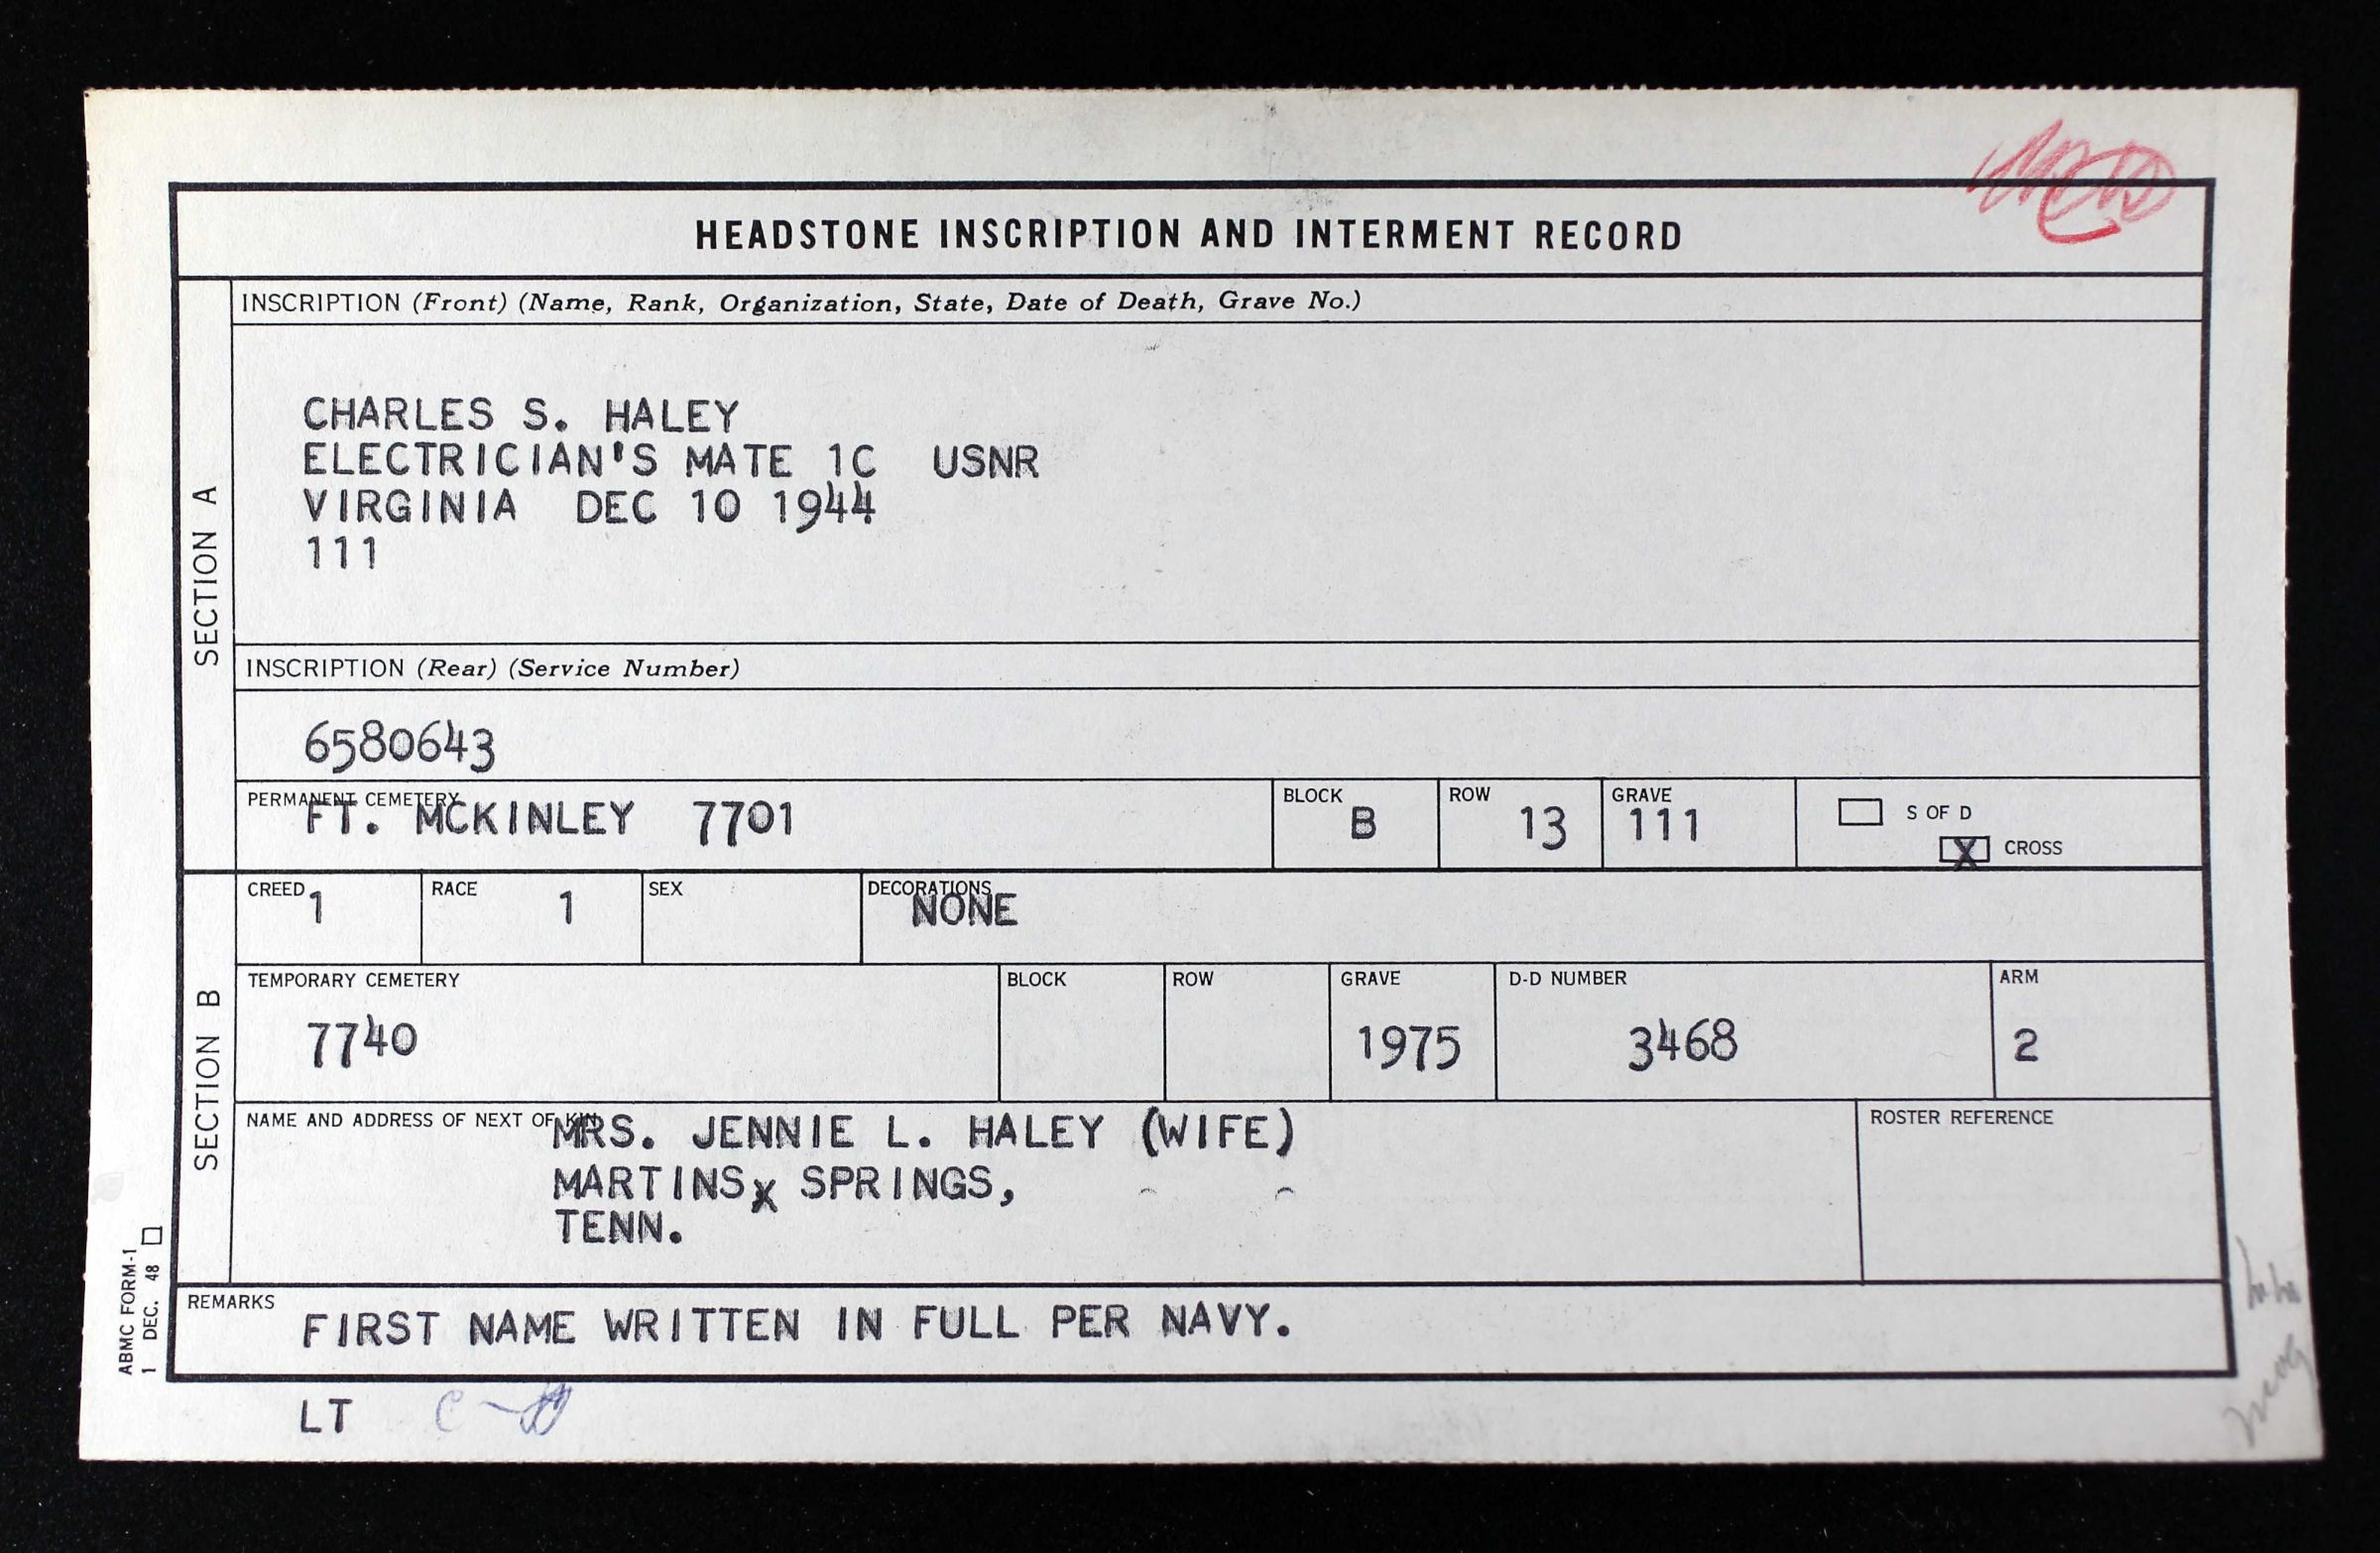 HEADSTONE INSCRIPTION AND INTERMENT RECORD
SECTION A
INSCRIPTION (Front) (Name, Rank, Organization, State, Date of Death, Grave No.)
CHARLES S. HALEY
ELECTRICIAN'S MATE 1C USNR
VIRGINIA DEC 10 1944
111
INSCRIPTION (Rear) (Service Number)
6580643
PERMANENT CEMETERY FT. MCKINLEY 7701 BLOCK B ROW 13 GRAVE 111 S OF D
X CROSS
SECTION B
CREED 1 RACE 1 SEX DECORATIONS NONE
TEMPORARY CEMETERY BLOCK ROW GRAVE D-D NUMBER ARM
7740 1975 3468 2
NAME AND ADDRESS OF NEXT OF KIN MRS. JENNIE L. HALEY (WIFE) ROSTER REFERENCE
MARTINSX SPRINGS,
TENN.
REMARKS FIRST NAME WRITTEN IN FULL PER NAVY.
ABMC FORM-1
1 DEC. 48
LT